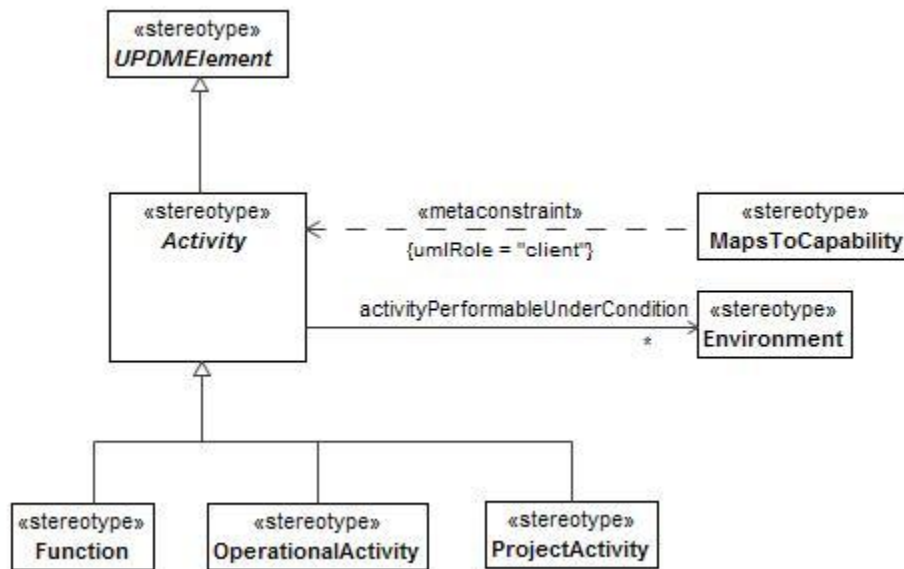 «stereotype»
UPDMElement
«stereotype»
Activity
«metaconstraint»
{umlRole = "client"}
«stereotype»
MapsToCapability
activityPerformableUnderCondition
*
«stereotype»
Environment
«stereotype»
Function
«stereotype»
OperationalActivity
«stereotype»
ProjectActivity